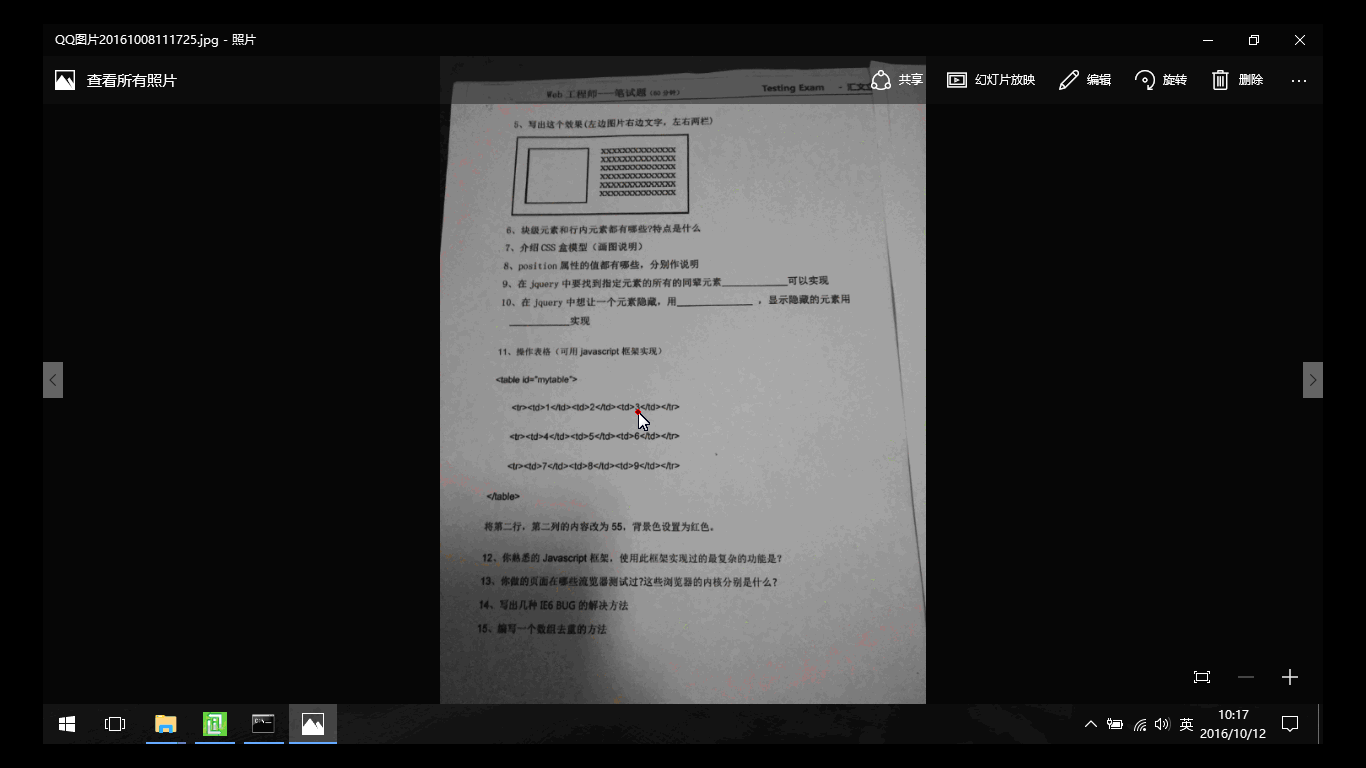 QQ图片20161008111725.jpg - 照片
查看所有照片
共享
幻灯片放映
编辑
旋转
删除
Web 工程师---笔试题(60 分钟)
Testing Exam - 汇文
5、写出这个效果(左边图片右边文字，左右两栏)
XXXXXXXXXXXXXXX
XXXXXXXXXXXXXXX
XXXXXXXXXXXXXXX
XXXXXXXXXXXXXXX
XXXXXXXXXXXXXXX
XXXXXXXXXXXXXXX
6、块级元素和行内元素都有哪些?特点是什么
7、介绍 CSS 盒模型（画图说明）
8、position 属性的值都有哪些，分别作说明
9、在 jquery 中要找到指定元素的所有的同辈元素____________可以实现
10、在 jquery 中想让一个元素隐藏，用______________，显示隐藏的元素用
___________实现
11、操作表格（可用 javascript 框架实现）
<table id="mytable">
<tr><td>1</td><td>2</td><td>3</td></tr>
<tr><td>4</td><td>5</td><td>6</td></tr>
<tr><td>7</td><td>8</td><td>9</td></tr>
</table>
将第二行，第二列的内容改为 55，背景色设置为红色。
12、你熟悉的 Javascript 框架，使用此框架实现过的最复杂的功能是?
13、你做的页面在哪些流览器测试过?这些浏览器的内核分别是什么?
14、写出几种 IE6 BUG 的解决方法
15、编写一个数组去重的方法
英
10:17
2016/10/12